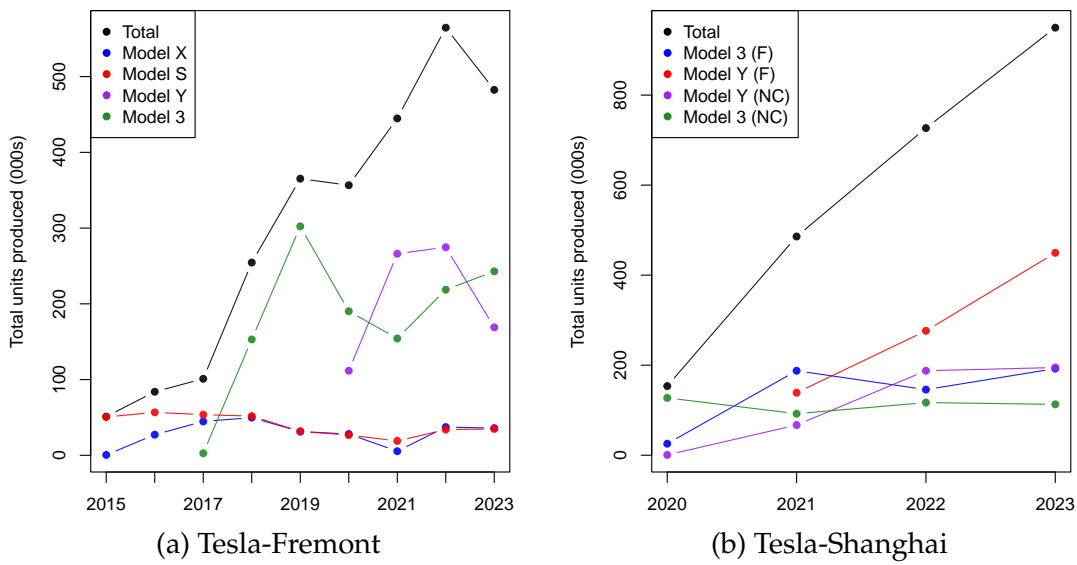 Total
Model X
Model S
Model Y
Model 3
Total units produced (000s)
0
100
200
300
400
500
2015
2017
2019
2021
2023
(a) Tesla-Fremont
Total
Model 3 (F)
Model Y (F)
Model Y (NC)
Model 3 (NC)
Total units produced (000s)
0
200
400
600
800
2020
2021
2022
2023
(b) Tesla-Shanghai